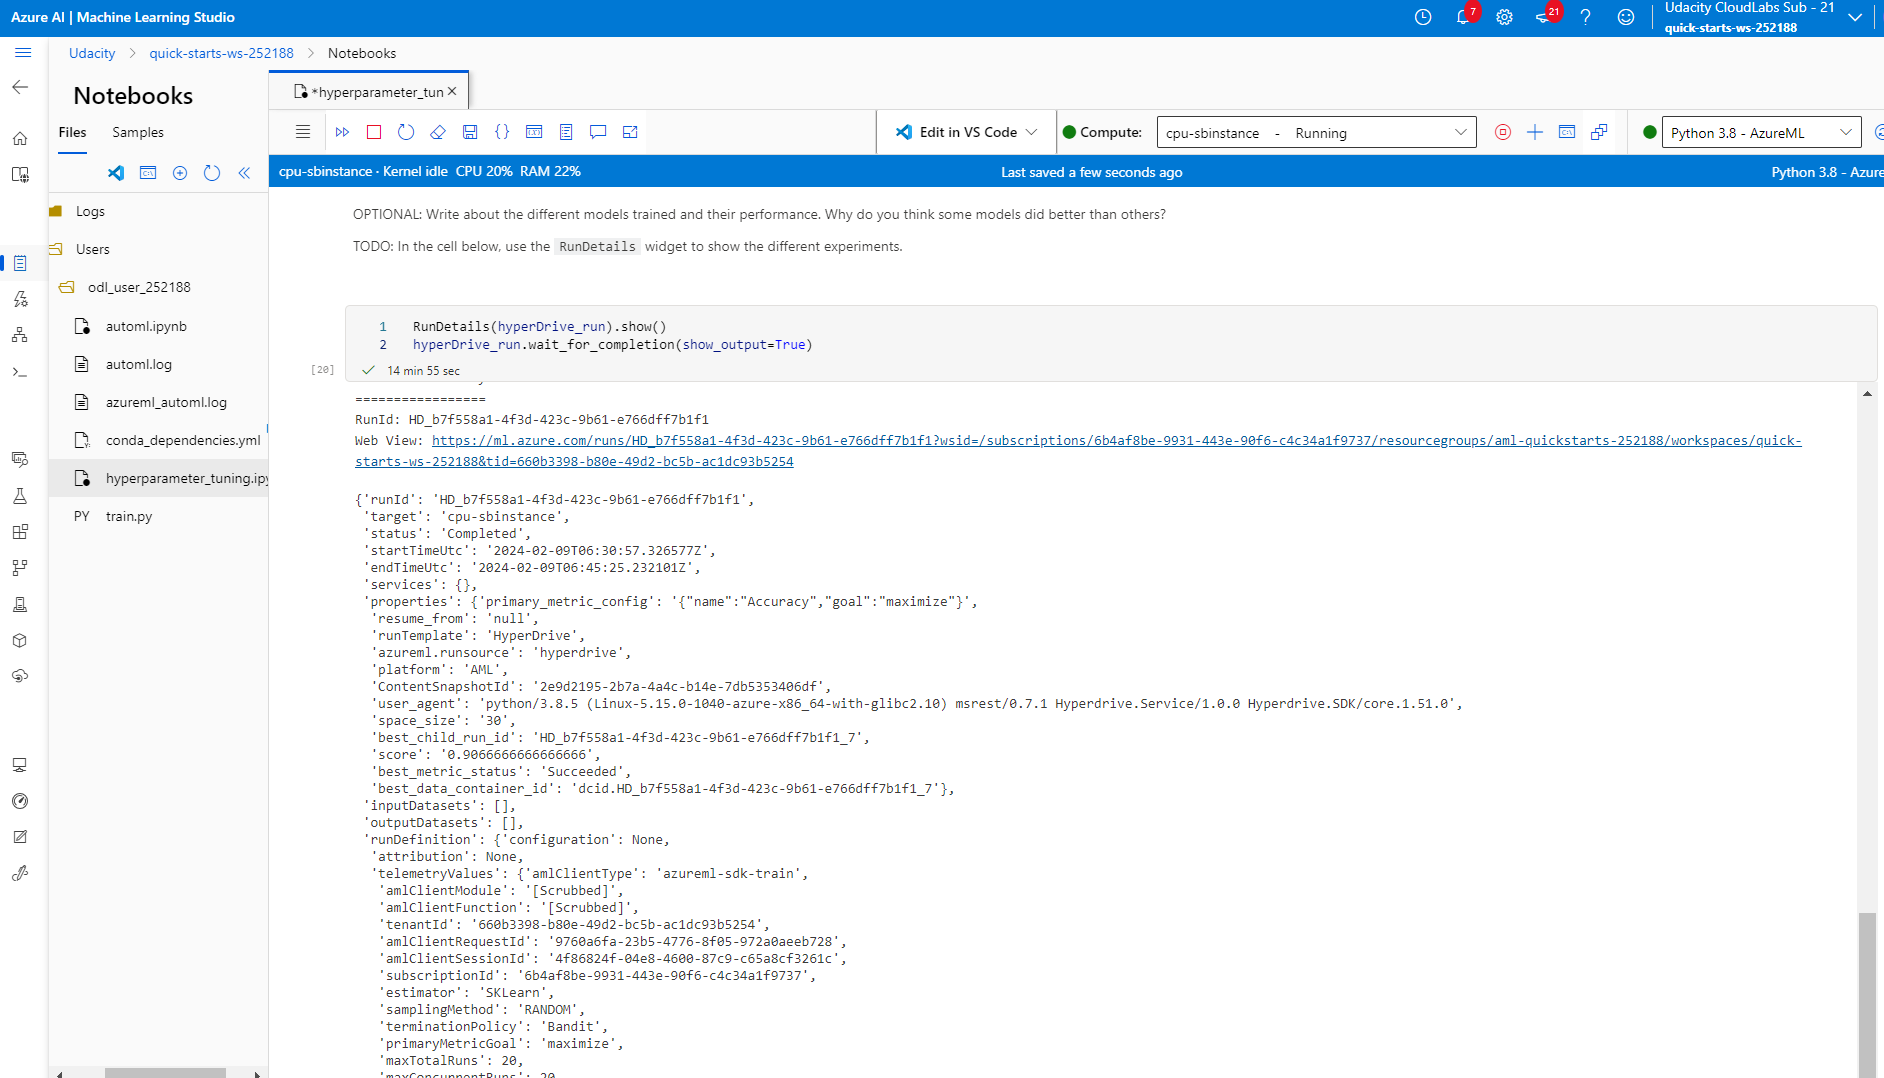 Azure AI | Machine Learning Studio
7
21
Udacity CloudLabs Sub - 21
quick-starts-ws-252188
Udacity > quick-starts-ws-252188 > Notebooks
Notebooks
Files Samples
*hyperparameter_tun
Edit in VS Code
Compute: cpu-sbinstance - Running
Python 3.8 - AzureML
cpu-sbinstance · Kernel idle CPU 20% RAM 22%
Last saved a few seconds ago
Python 3.8 - Azure
Logs
Users
odl_user_252188
automl.ipynb
automl.log
azureml_automl.log
conda_dependencies.yml
hyperparameter_tuning.ipy
PY train.py
OPTIONAL: Write about the different models trained and their performance. Why do you think some models did better than others?
TODO: In the cell below, use the RunDetails widget to show the different experiments.
1 RunDetails(hyperDrive_run).show()
2 hyperDrive_run.wait_for_completion(show_output=True)
[20] 14 min 55 sec
=================
RunId: HD_b7f558a1-4f3d-423c-9b61-e766dff7b1f1
Web View: https://ml.azure.com/runs/HD_b7f558a1-4f3d-423c-9b61-e766dff7b1f1?wsid=/subscriptions/6b4af8be-9931-443e-90f6-c4c34a1f9737/resourcegroups/aml-quickstarts-252188/workspaces/quick-
starts-ws-252188&tid=660b3398-b80e-49d2-bc5b-ac1dc93b5254
{'runId': 'HD_b7f558a1-4f3d-423c-9b61-e766dff7b1f1',
'target': 'cpu-sbinstance',
'status': 'Completed',
'startTimeUtc': '2024-02-09T06:30:57.326577Z',
'endTimeUtc': '2024-02-09T06:45:25.232101Z',
'services': {},
'properties': {'primary_metric_config': '{"name":"Accuracy","goal":"maximize"}',
'resume_from': 'null',
'runTemplate': 'HyperDrive',
'azureml.runsource': 'hyperdrive',
'platform': 'AML',
'ContentSnapshotId': '2e9d2195-2b7a-4a4c-b14e-7db5353406df',
'user_agent': 'python/3.8.5 (Linux-5.15.0-1040-azure-x86_64-with-glibc2.10) msrest/0.7.1 Hyperdrive.Service/1.0.0 Hyperdrive.SDK/core.1.51.0',
'space_size': '30',
'best_child_run_id': 'HD_b7f558a1-4f3d-423c-9b61-e766dff7b1f1_7',
'score': '0.9066666666666666',
'best_metric_status': 'Succeeded',
'best_data_container_id': 'dcid.HD_b7f558a1-4f3d-423c-9b61-e766dff7b1f1_7'},
'inputDatasets': [],
'outputDatasets': [],
'runDefinition': {'configuration': None,
'attribution': None,
'telemetryValues': {'amlClientType': 'azureml-sdk-train',
'amlClientModule': '[Scrubbed]',
'amlClientFunction': '[Scrubbed]',
'tenantId': '660b3398-b80e-49d2-bc5b-ac1dc93b5254',
'amlClientRequestId': '9760a6fa-23b5-4776-8f05-972a0aeeb728',
'amlClientSessionId': '4f86824f-04e8-4600-87c9-c65a8cf3261c',
'subscriptionId': '6b4af8be-9931-443e-90f6-c4c34a1f9737',
'estimator': 'SKLearn',
'samplingMethod': 'RANDOM',
'terminationPolicy': 'Bandit',
'primaryMetricGoal': 'maximize',
'maxTotalRuns': 20,
'maxConcurrentRuns': 20